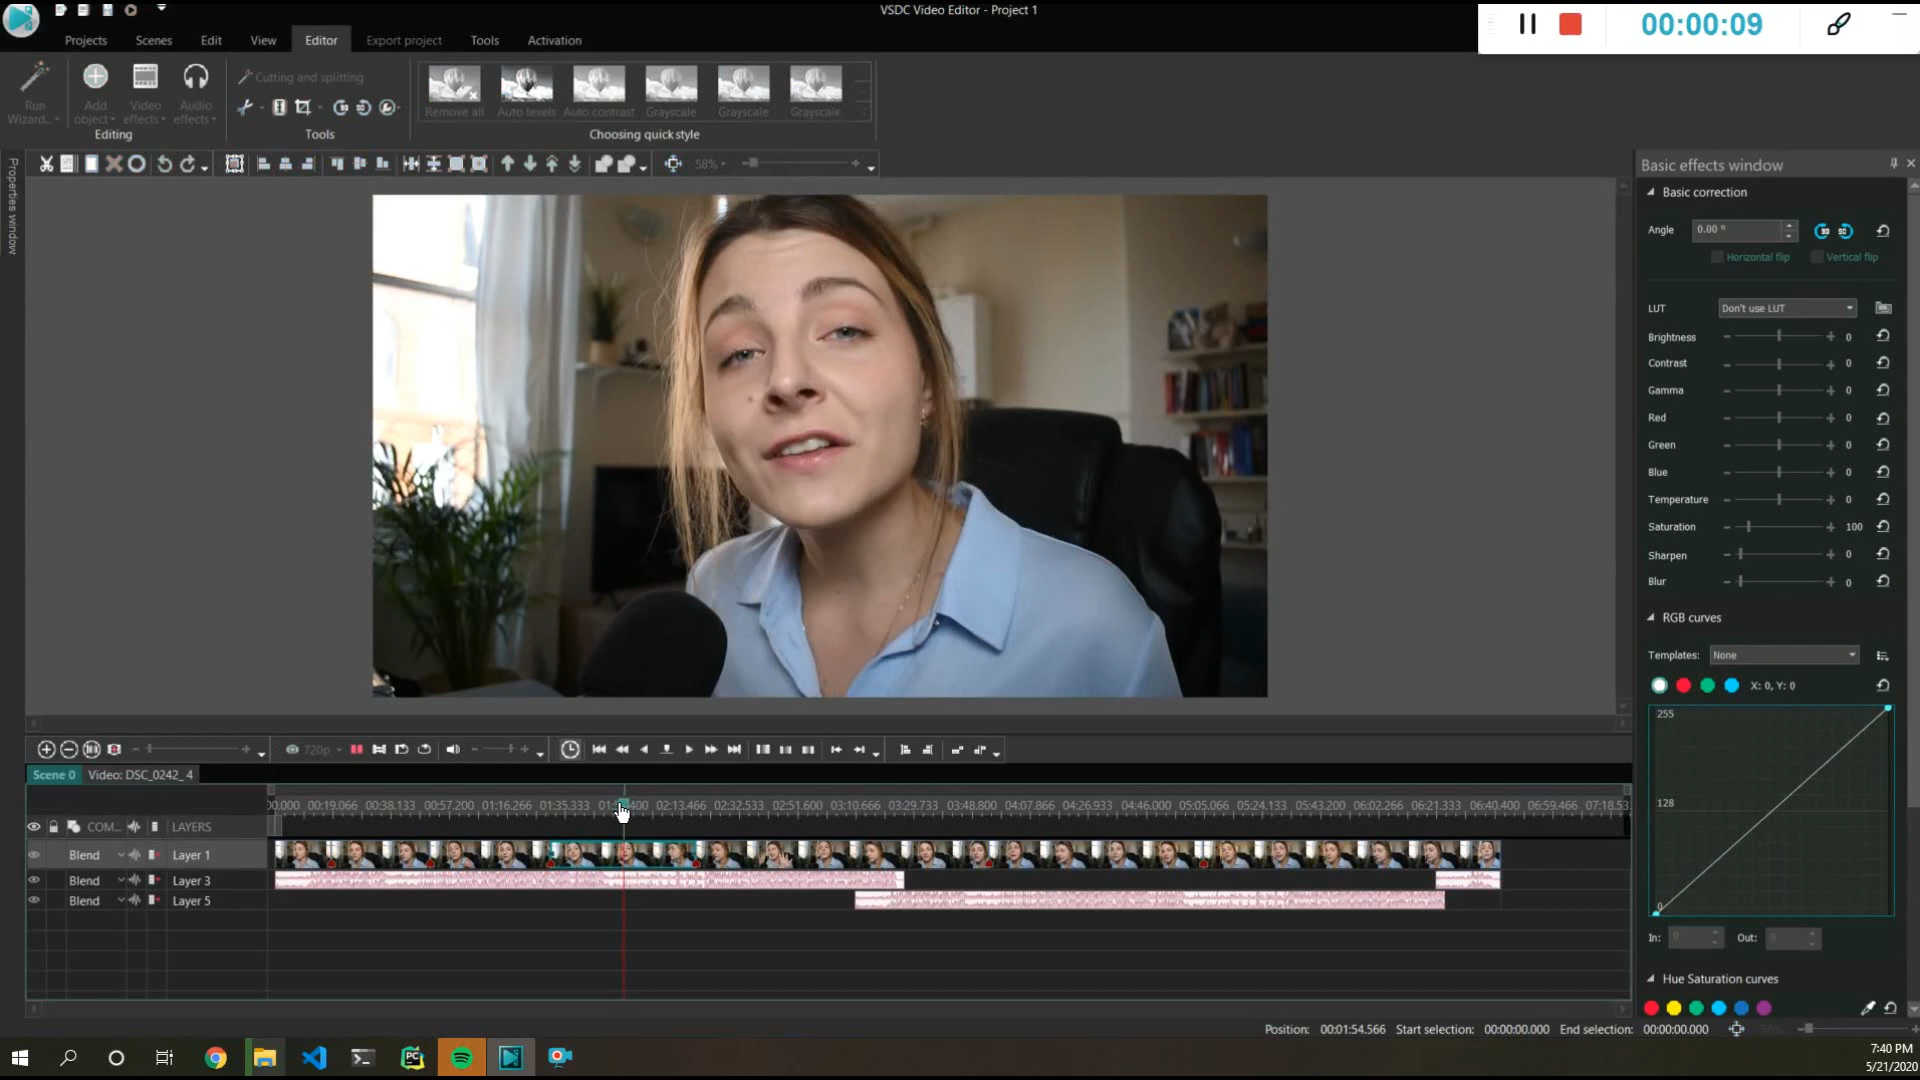 VSDC Video Editor - Project 1
00:00:09
Projects Scenes Edit View Editor Export project Tools Activation
Cutting and splitting
Run Wizard... Add object Video effects Audio effects
Remove all Auto levels Auto contrast Grayscale Grayscale Grayscale
Editing Tools Choosing quick style
58%
Properties window
Basic effects window
Basic correction
Angle 0.00 °
Horizontal flip Vertical flip
LUT Don't use LUT
Brightness 0
Contrast 0
Gamma 0
Red 0
Green 0
Blue 0
Temperature 0
Saturation 100
Sharpen 0
Blur 0
RGB curves
Templates: None
X: 0, Y: 0
255
128
0
In: 0 Out: 0
Hue Saturation curves
720p
Scene 0 Video: DSC_0242_4
00:19.066 00:38.133 00:57.200 01:16.266 01:35.333 02:13.466 02:32.533 02:51.600 03:10.666 03:29.733 03:48.800 04:07.866 04:26.933 04:46.000 05:05.066 05:24.133 05:43.200 06:02.266 06:21.333 06:40.400 06:59.466
COM... LAYERS
Blend Layer 1
Blend Layer 3
Blend Layer 5
Position: 00:01:54.566 Start selection: 00:00:00.000 End selection: 00:00:00.000
7:40 PM
5/21/2020